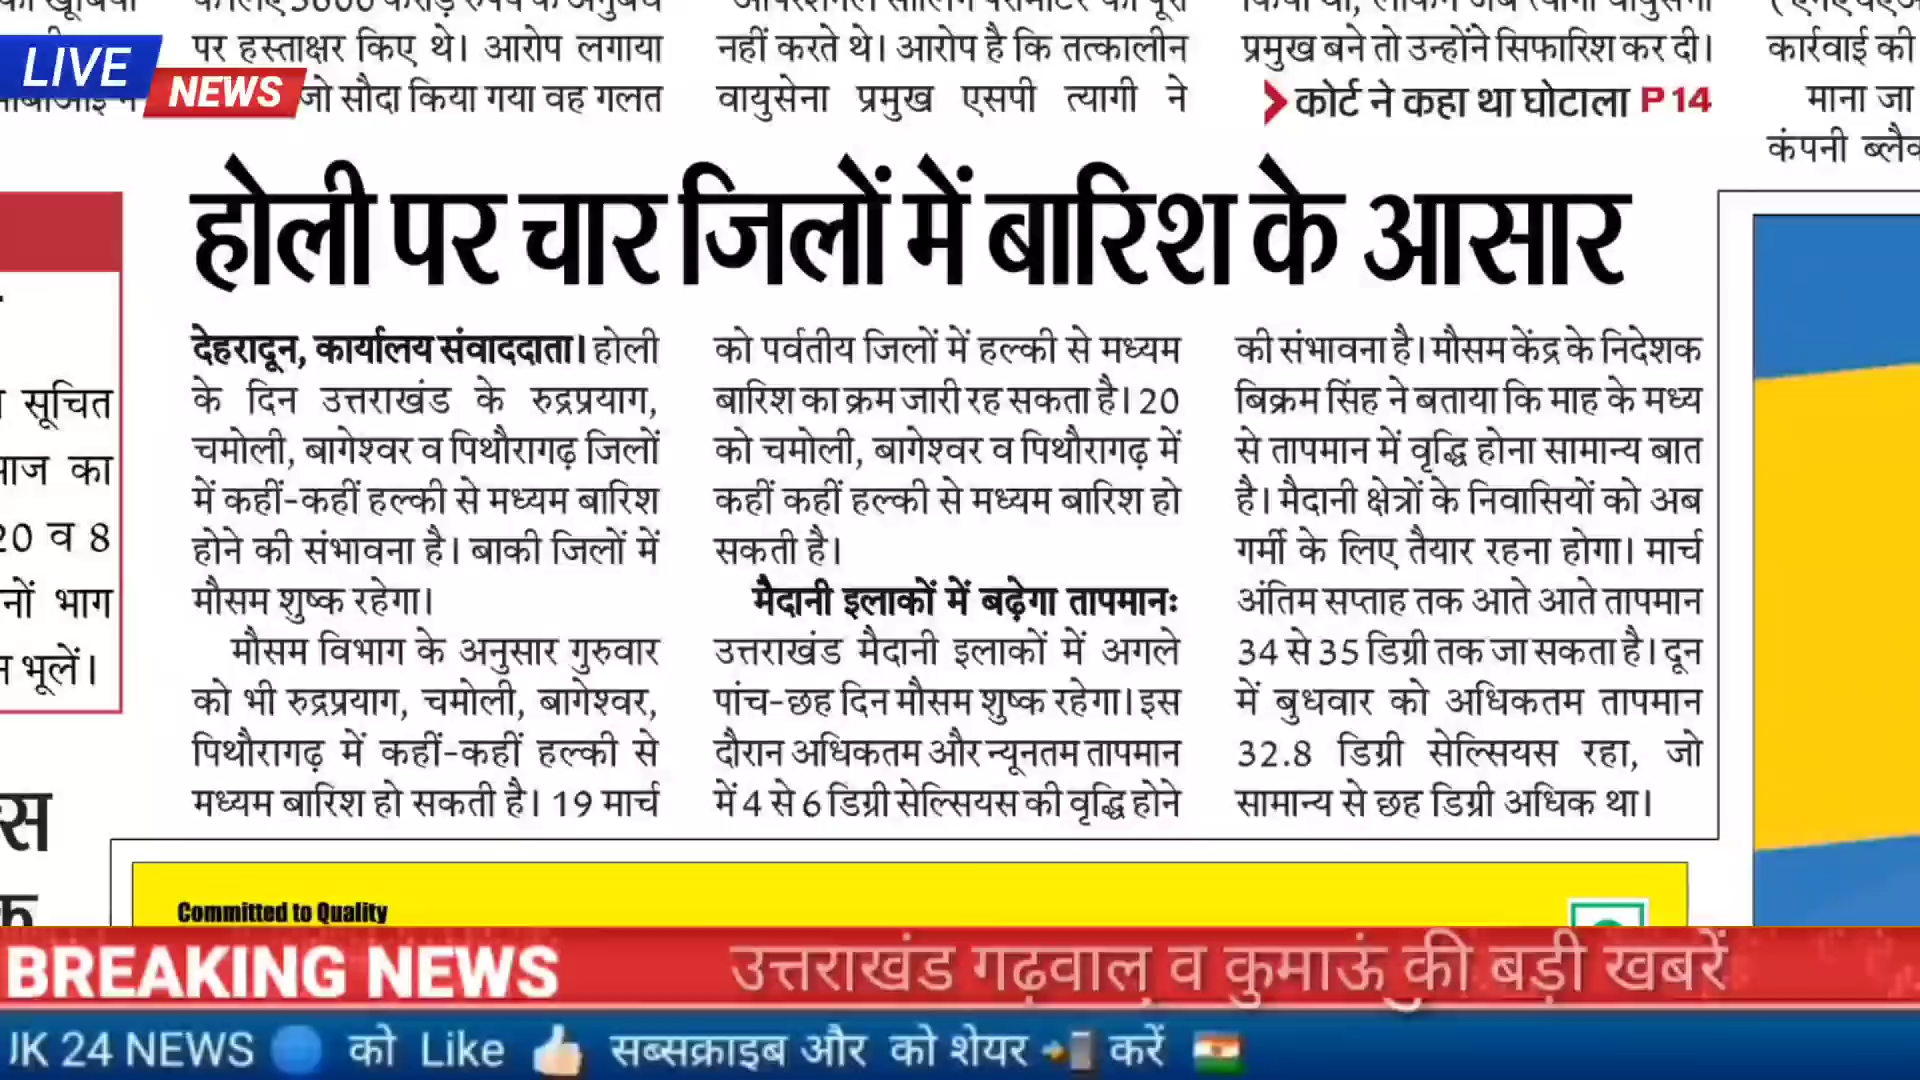 पर हस्ताक्षर किए थे। आरोप लगाया
जो सौदा किया गया वह गलत
नहीं करते थे। आरोप है कि तत्कालीन
वायुसेना प्रमुख एसपी त्यागी ने
प्रमुख बने तो उन्होंने सिफारिश कर दी।
कोर्ट ने कहा था घोटाला P 14
कार्रवाई की
माना जा
कंपनी
LIVE
NEWS
होली पर चार जिलों में बारिश के आसार
देहरादून, कार्यालय संवाददाता। होली
के दिन उत्तराखंड के रुद्रप्रयाग,
चमोली, बागेश्वर व पिथौरागढ़ जिलों
में कहीं-कहीं हल्की से मध्यम बारिश
होने की संभावना है। बाकी जिलों में
मौसम शुष्क रहेगा।
मौसम विभाग के अनुसार गुरुवार
को भी रुद्रप्रयाग, चमोली, बागेश्वर,
पिथौरागढ़ में कहीं-कहीं हल्की से
मध्यम बारिश हो सकती है। 19 मार्च
को पर्वतीय जिलों में हल्की से मध्यम
बारिश का क्रम जारी रह सकता है। 20
को चमोली, बागेश्वर व पिथौरागढ़ में
कहीं कहीं हल्की से मध्यम बारिश हो
सकती है।
मैदानी इलाकों में बढ़ेगा तापमानः
उत्तराखंड मैदानी इलाकों में अगले
पांच-छह दिन मौसम शुष्क रहेगा। इस
दौरान अधिकतम और न्यूनतम तापमान
में 4 से 6 डिग्री सेल्सियस की वृद्धि होने
की संभावना है। मौसम केंद्र के निदेशक
बिक्रम सिंह ने बताया कि माह के मध्य
से तापमान में वृद्धि होना सामान्य बात
है। मैदानी क्षेत्रों के निवासियों को अब
गर्मी के लिए तैयार रहना होगा। मार्च
अंतिम सप्ताह तक आते आते तापमान
34 से 35 डिग्री तक जा सकता है। दून
में बुधवार को अधिकतम तापमान
32.8 डिग्री सेल्सियस रहा, जो
सामान्य से छह डिग्री अधिक था।
सूचित
का
20 व 8
भाग
भूलें।
Committed to Quality
BREAKING NEWS
उत्तराखंड गढ़वाल व कुमाऊं की बड़ी खबरें
24 NEWS को Like 👍 सब्सक्राइब और को शेयर 📲 करें 🇮🇳